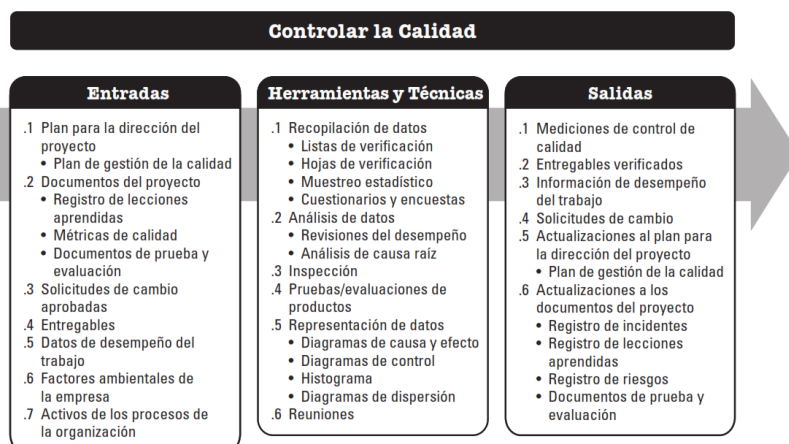 Controlar la Calidad
Entradas
.1 Plan para la dirección del
proyecto
• Plan de gestión de la calidad
.2 Documentos del proyecto
• Registro de lecciones
aprendidas
• Métricas de calidad
• Documentos de prueba y
evaluación
.3 Solicitudes de cambio
aprobadas
.4 Entregables
.5 Datos de desempeño del
trabajo
.6 Factores ambientales de
la empresa
.7 Activos de los procesos de
la organización
Herramientas y Técnicas
.1 Recopilación de datos
• Listas de verificación
• Hojas de verificación
• Muestreo estadístico
• Cuestionarios y encuestas
.2 Análisis de datos
• Revisiones del desempeño
• Análisis de causa raíz
.3 Inspección
.4 Pruebas/evaluaciones de
productos
.5 Representación de datos
• Diagramas de causa y efecto
• Diagramas de control
• Histograma
• Diagramas de dispersión
.6 Reuniones
Salidas
.1 Mediciones de control de
calidad
.2 Entregables verificados
.3 Información de desempeño
del trabajo
.4 Solicitudes de cambio
.5 Actualizaciones al plan para
la dirección del proyecto
• Plan de gestión de la calidad
.6 Actualizaciones a los
documentos del proyecto
• Registro de incidentes
• Registro de lecciones
aprendidas
• Registro de riesgos
• Documentos de prueba y
evaluación